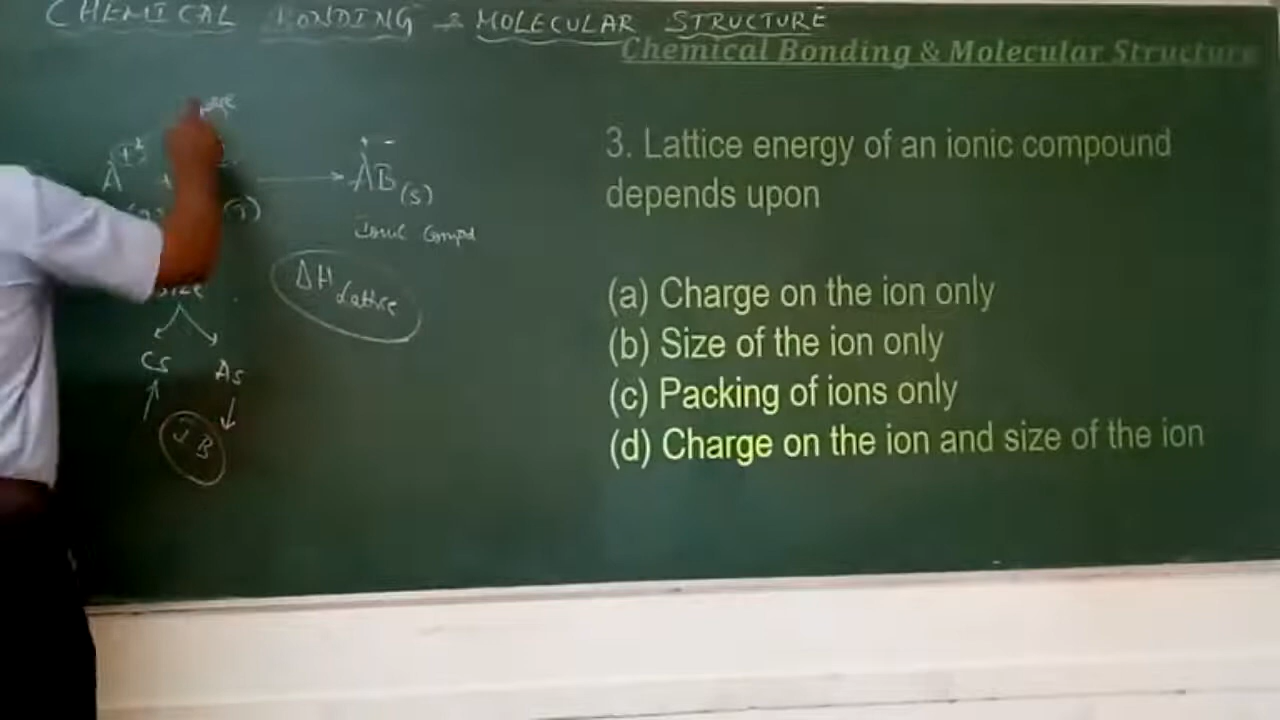 CHEMICAL BONDING & MOLECULAR STRUCTURE
Chemical Bonding & Molecular Structure
A
A⁺B⁻(s)
Ionic Compd
Size
ΔH Lattice
Cs
As
I B
3. Lattice energy of an ionic compound
depends upon
(a) Charge on the ion only
(b) Size of the ion only
(c) Packing of ions only
(d) Charge on the ion and size of the ion